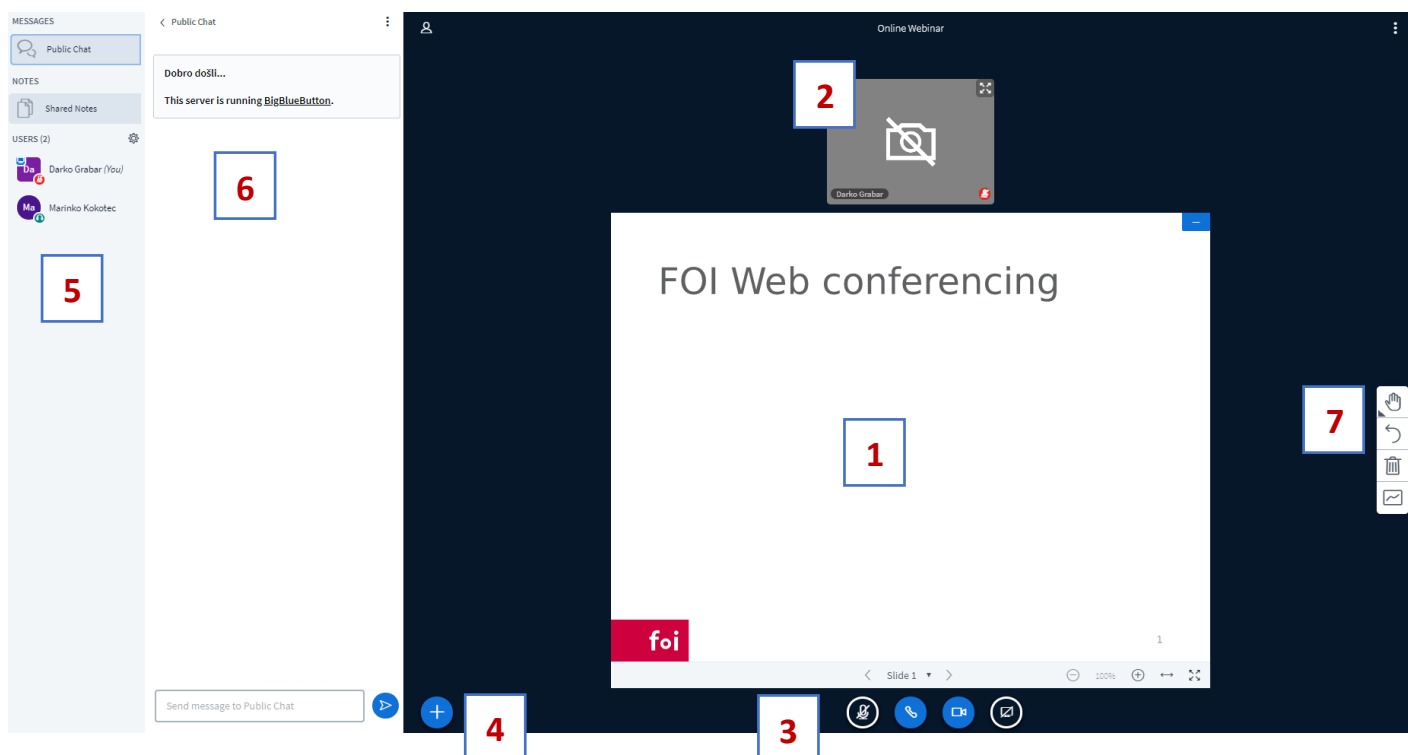 MESSAGES
Public Chat
NOTES
Shared Notes
USERS (2)
Da
Darko Grabar (You)
Ma
Marinko Kokotec
5
Public Chat
Dobro došli...
This server is running BigBlueButton.
6
Send message to Public Chat
Online Webinar
2
Darko Grabar
FOI Web conferencing
1
7
foi
1
Slide 1
100%
4
3